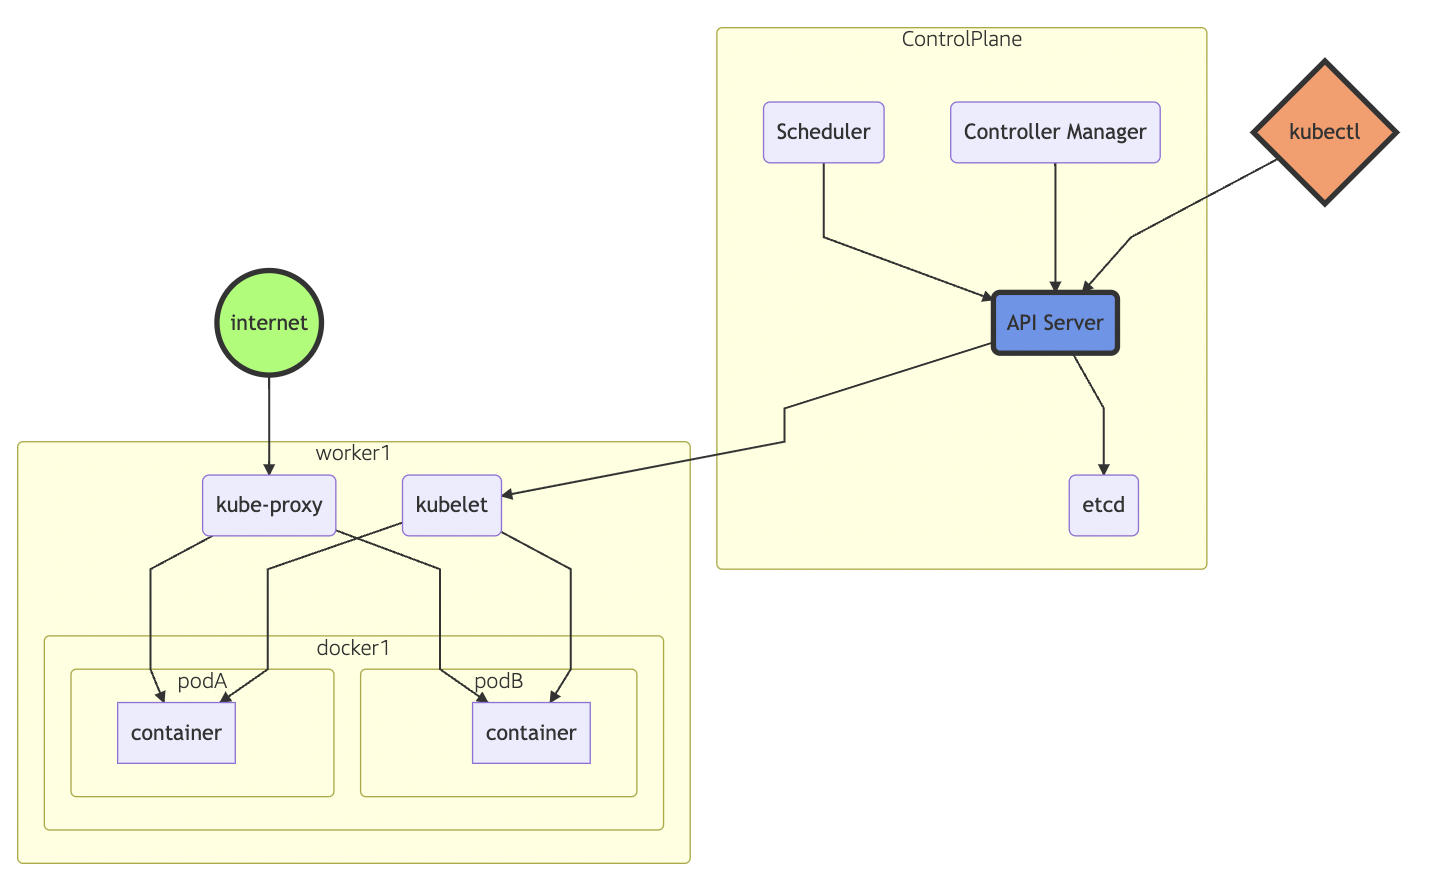 ControlPlane
Scheduler
Controller Manager
kubectl
internet
API Server
worker1
kube-proxy
kubelet
etcd
docker1
podA
podB
container
container